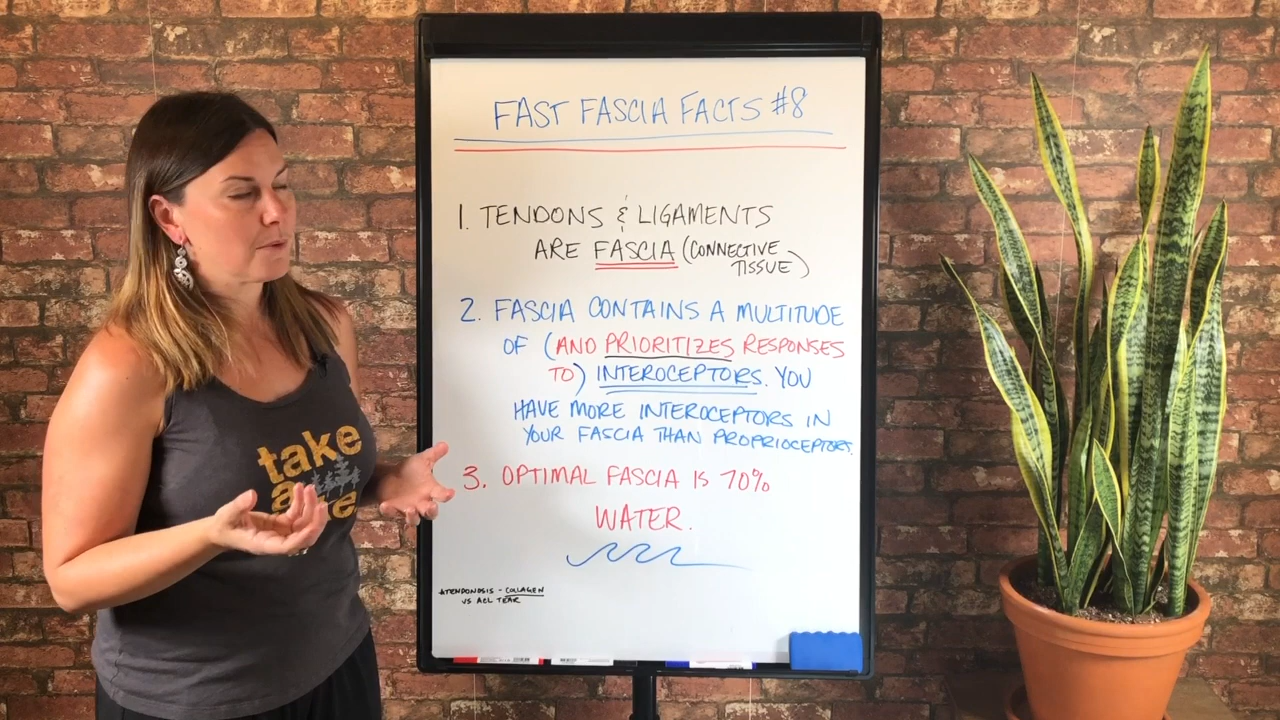 FAST FASCIA FACTS #8
1. TENDONS & LIGAMENTS
ARE FASCIA (CONNECTIVE
TISSUE)
2. FASCIA CONTAINS A MULTITUDE
OF (AND PRIORITIZES RESPONSES
TO) INTEROCEPTORS. YOU
HAVE MORE INTEROCEPTORS IN
YOUR FASCIA THAN PROPRIOCEPTORS.
3. OPTIMAL FASCIA IS 70%
WATER.
*TENDONOSIS - COLLAGEN
VS ACL TEAR
take
a